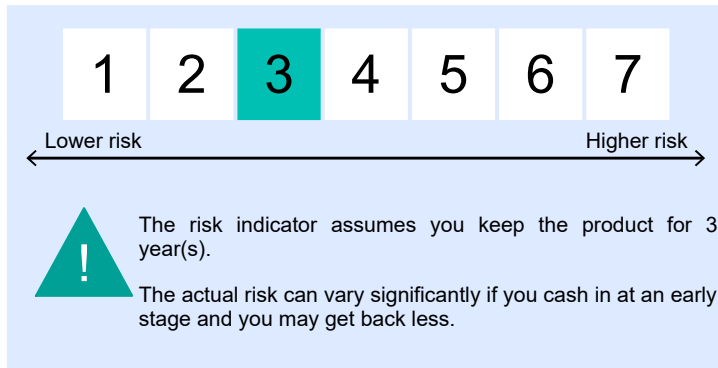 1 2 3 4 5 6 7
Lower risk Higher risk
!
The risk indicator assumes you keep the product for 3
year(s).
The actual risk can vary significantly if you cash in at an early
stage and you may get back less.